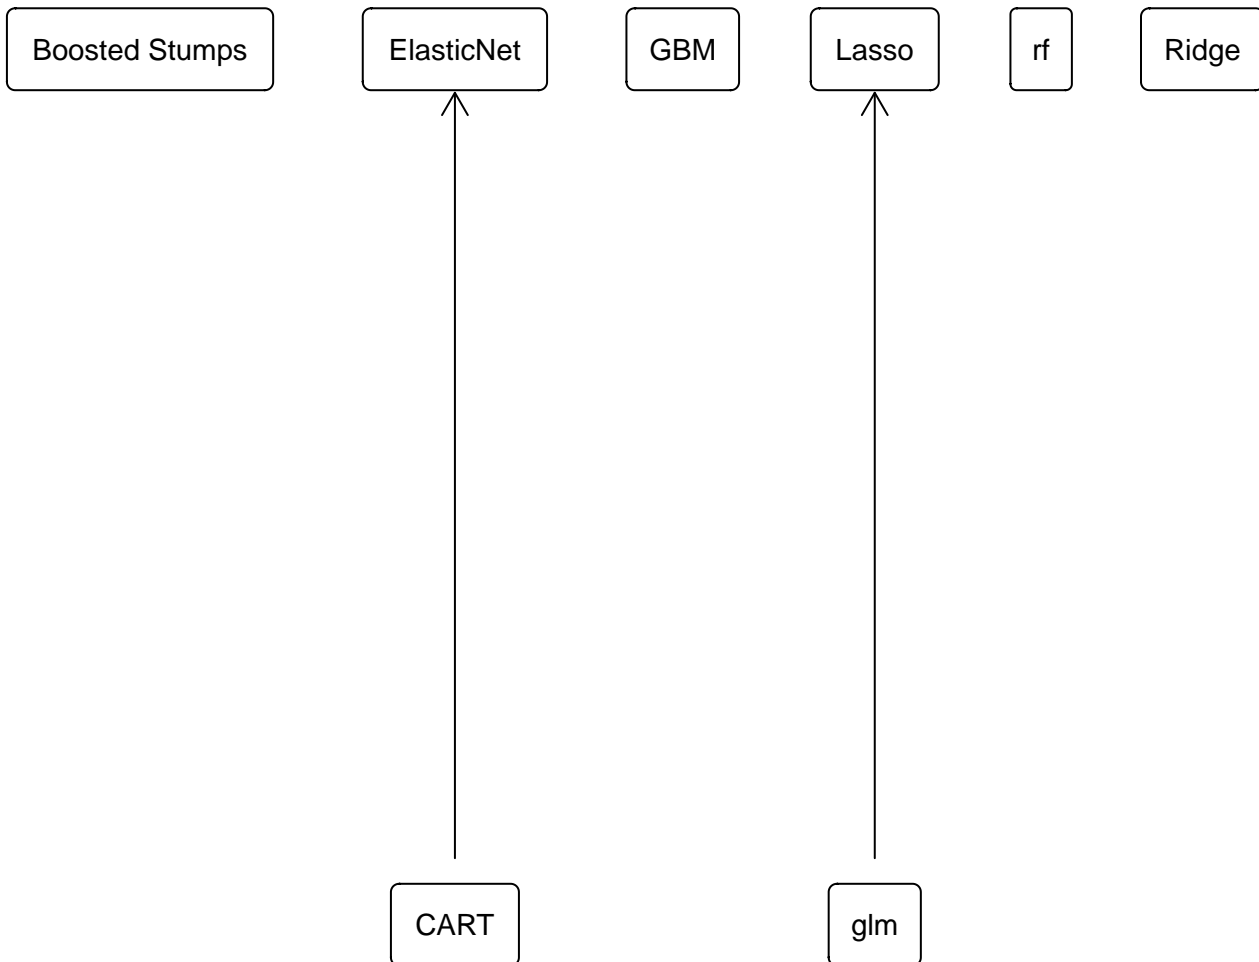 Boosted Stumps
ElasticNet
GBM
Lasso
rf
Ridge
CART
glm